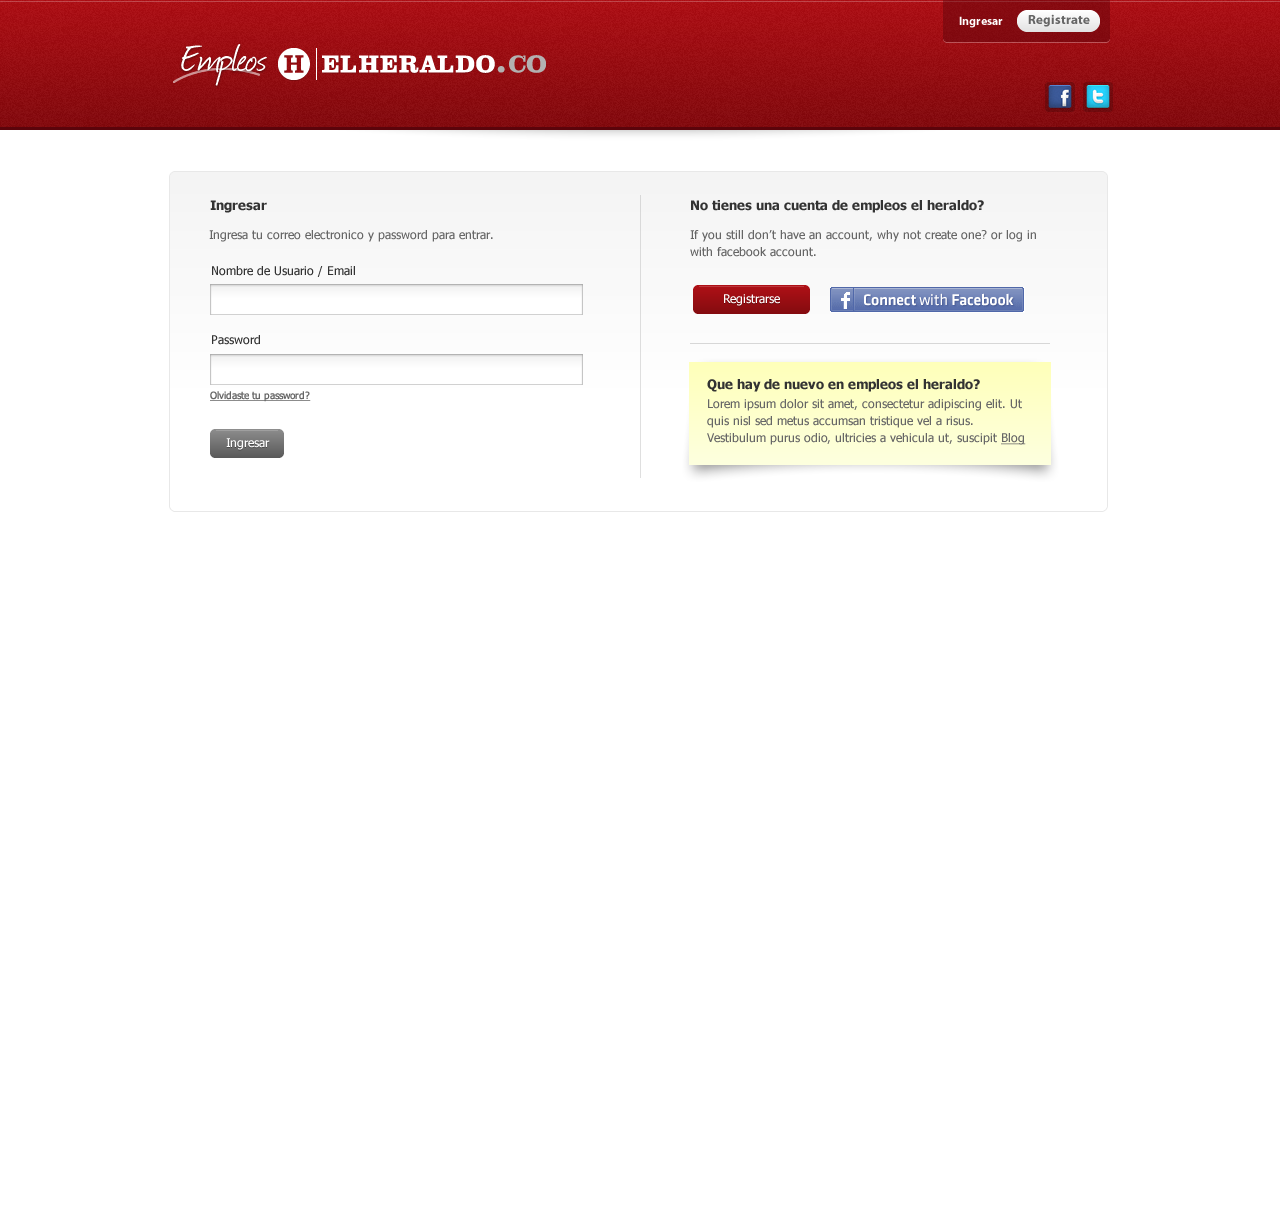 Ingresar
Registrate
Empleos H ELHERALDO.CO
Ingresar
Ingresa tu correo electronico y password para entrar.
Nombre de Usuario / Email
Password
Olvidaste tu password?
Ingresar
No tienes una cuenta de empleos el heraldo?
If you still don’t have an account, why not create one? or log in
with facebook account.
Registrarse
f Connect with Facebook
Que hay de nuevo en empleos el heraldo?
Lorem ipsum dolor sit amet, consectetur adipiscing elit. Ut
quis nisl sed metus accumsan tristique vel a risus.
Vestibulum purus odio, ultricies a vehicula ut, suscipit Blog